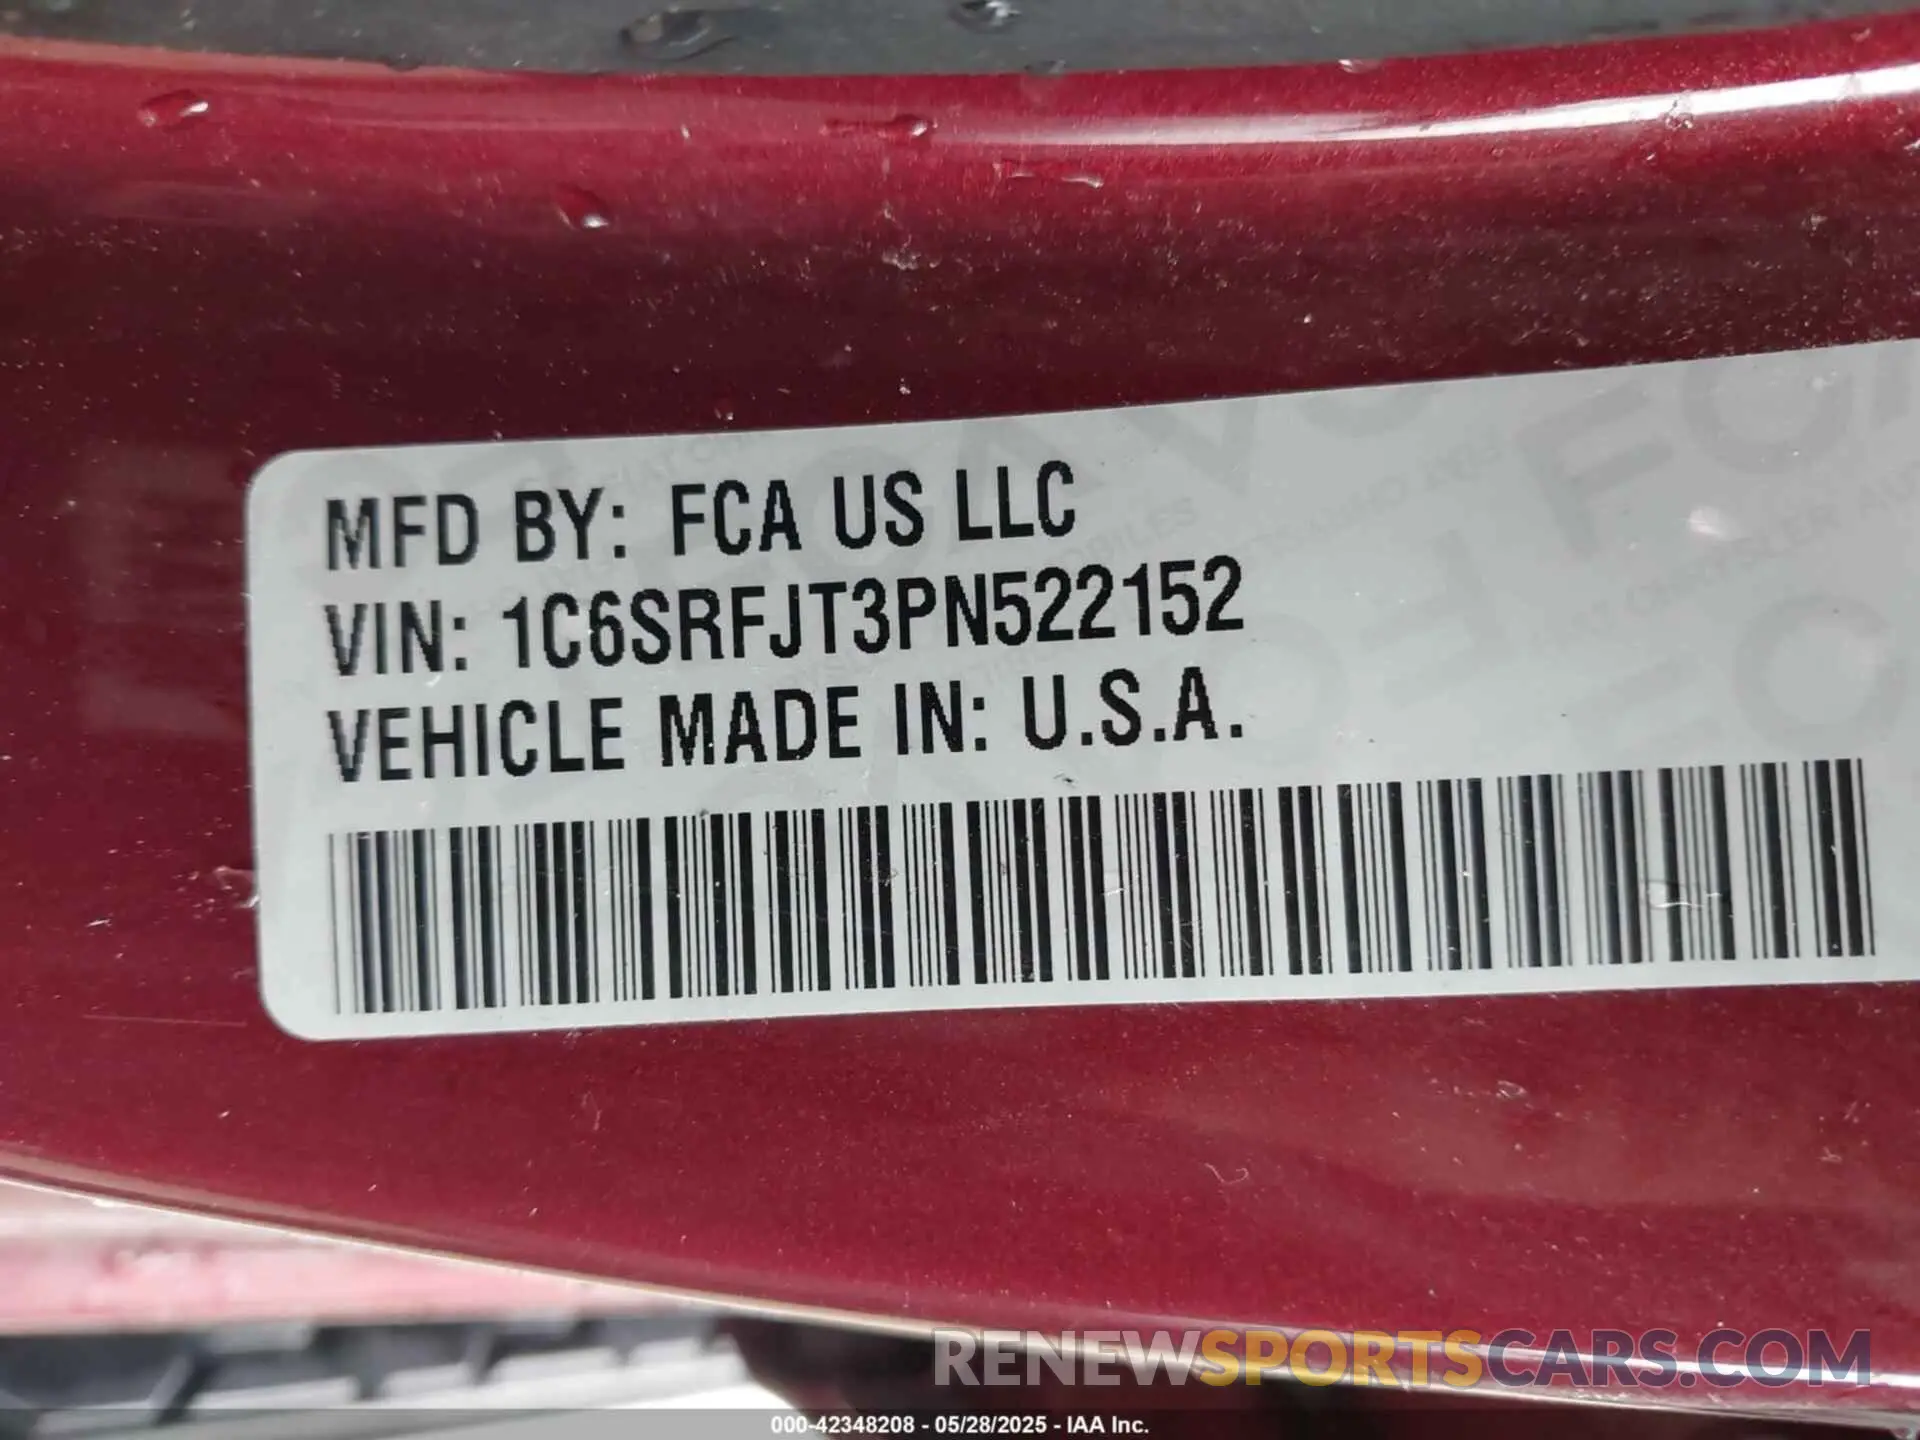 MFD BY: FCA US LLC
VIN: 1C6SRFJT3PN522152
VEHICLE MADE IN: U.S.A.
RENEWSPORTSCARS.COM
000-42348208 - 05/28/2025 - IAA Inc.